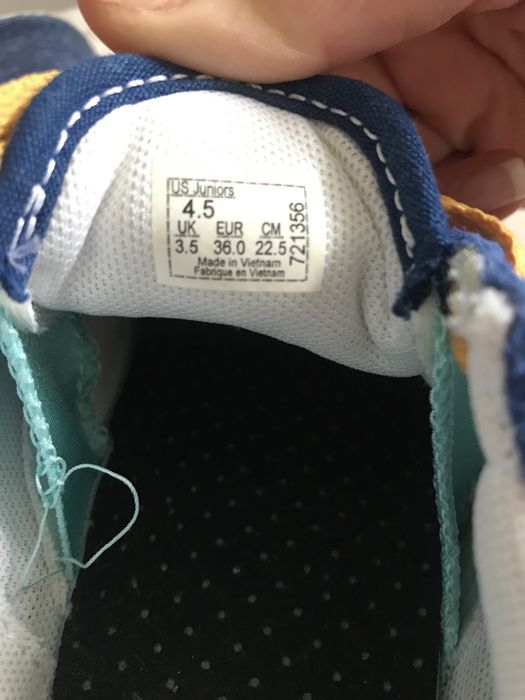 US Juniors
4.5
UK EUR CM
3.5 36.0 22.5
Made in Vietnam
Fabrique en Vietnam
721356